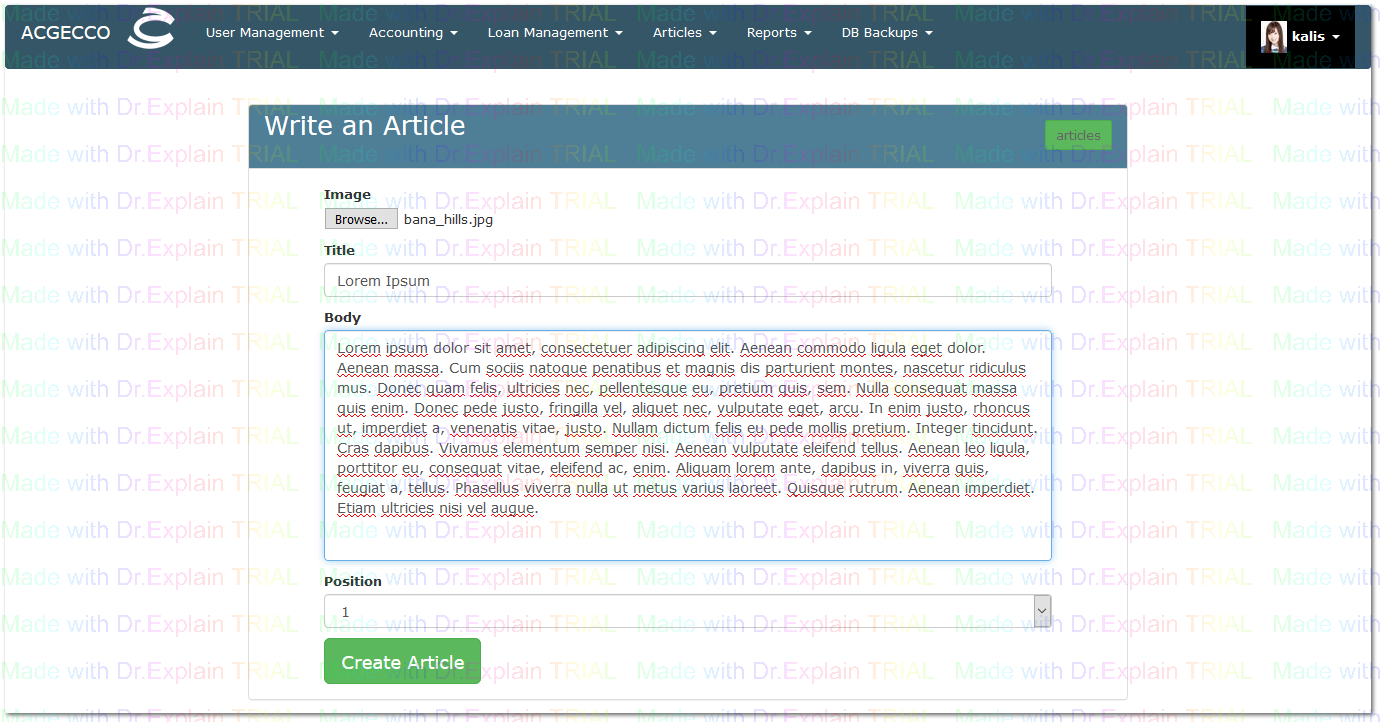 ACGECCO User Management Accounting Loan Management Articles Reports DB Backups kalis
Write an Article
articles
Image
Browse... bana_hills.jpg
Title
Lorem Ipsum
Body
Lorem ipsum dolor sit amet, consectetuer adipiscing elit. Aenean commodo ligula eget dolor.
Aenean massa. Cum sociis natoque penatibus et magnis dis parturient montes, nascetur ridiculus
mus. Donec quam felis, ultricies nec, pellentesque eu, pretium quis, sem. Nulla consequat massa
quis enim. Donec pede justo, fringilla vel, aliquet nec, vulputate eget, arcu. In enim justo, rhoncus
ut, imperdiet a, venenatis vitae, justo. Nullam dictum felis eu pede mollis pretium. Integer tincidunt.
Cras dapibus. Vivamus elementum semper nisi. Aenean vulputate eleifend tellus. Aenean leo ligula,
porttitor eu, consequat vitae, eleifend ac, enim. Aliquam lorem ante, dapibus in, viverra quis,
feugiat a, tellus. Phasellus viverra nulla ut metus varius laoreet. Quisque rutrum. Aenean imperdiet.
Etiam ultricies nisi vel augue.
Position
1
Create Article
Made with Dr.Explain TRIAL